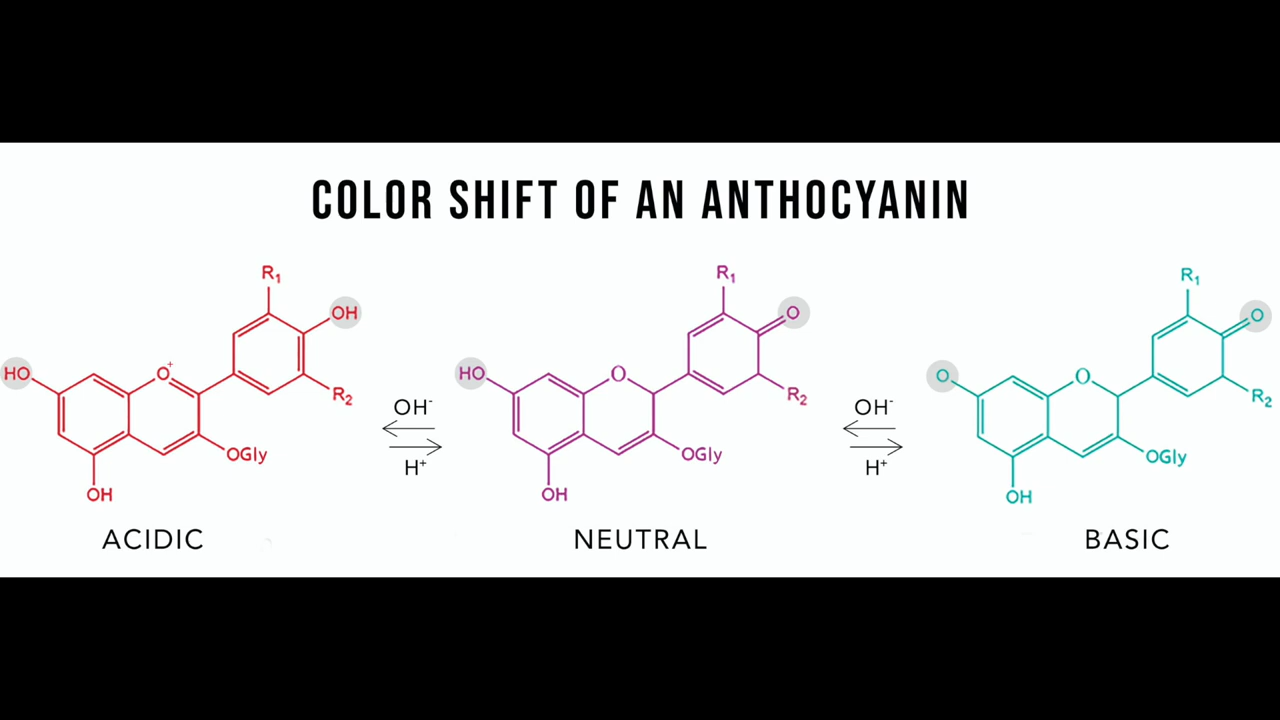 COLOR SHIFT OF AN ANTHOCYANIN
R₁
OH
HO
O⁺
R₂
OGly
OH
ACIDIC
OH⁻
H⁺
R₁
O
HO
O
R₂
OGly
OH
NEUTRAL
OH⁻
H⁺
R₁
O
O
O
R₂
OGly
OH
BASIC